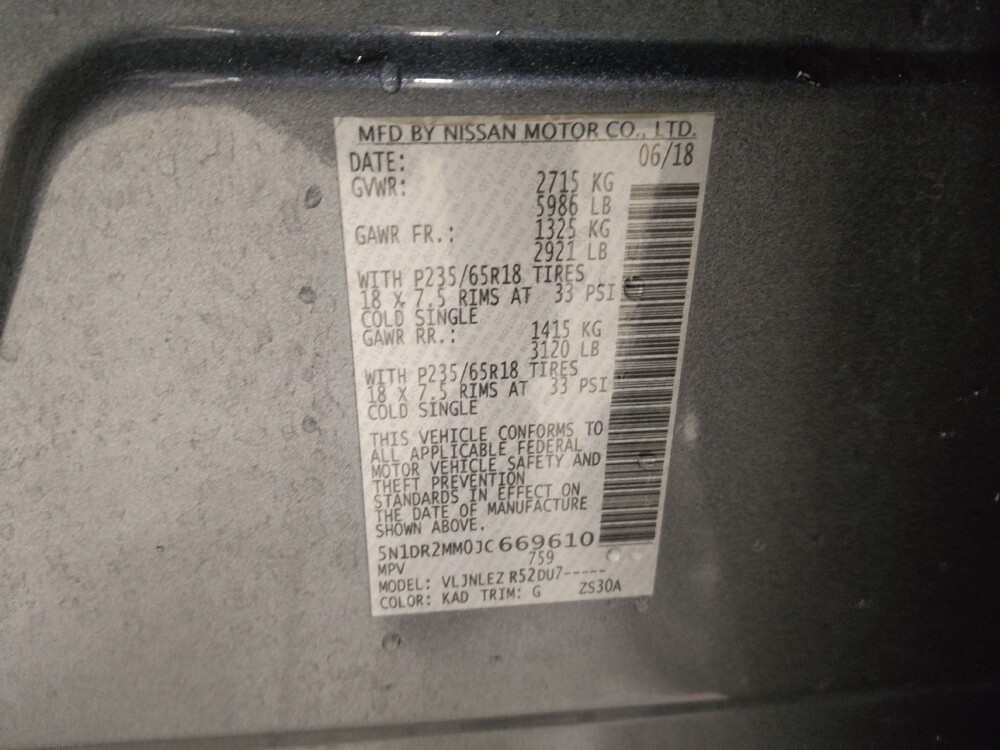 MFD BY NISSAN MOTOR CO., LTD.
DATE: 06/18
GVWR: 2715 KG
5986 LB
GAWR FR.: 1325 KG
2921 LB
WITH P235/65R18 TIRES
18 X 7.5 RIMS AT 33 PSI
COLD SINGLE
GAWR RR.: 1415 KG
3120 LB
WITH P235/65R18 TIRES
18 X 7.5 RIMS AT 33 PSI
COLD SINGLE
THIS VEHICLE CONFORMS TO
ALL APPLICABLE FEDERAL
MOTOR VEHICLE SAFETY AND
THEFT PREVENTION
STANDARDS IN EFFECT ON
THE DATE OF MANUFACTURE
SHOWN ABOVE.
5N1DR2MM0JC669610
MPV 759
MODEL: VLJNLEZ R52DU7-----
COLOR: KAD TRIM: G ZS30A